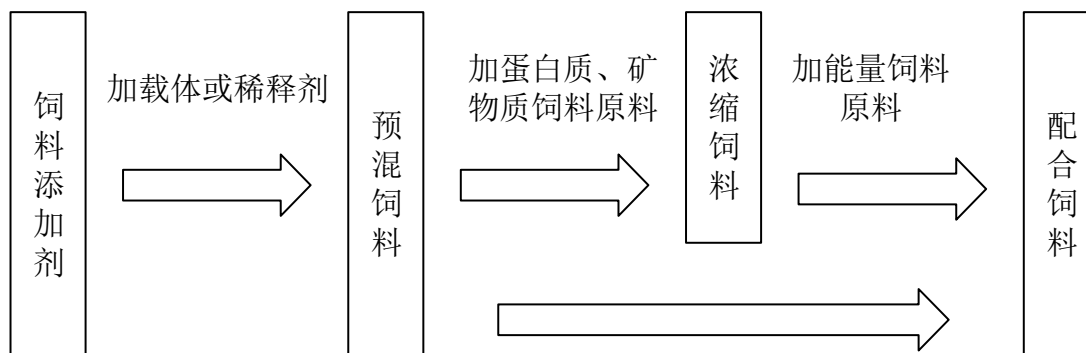 饲料添加剂
加载体或稀释剂
预混饲料
加蛋白质、矿
物质饲料原料
浓缩饲料
加能量饲料
原料
配合饲料